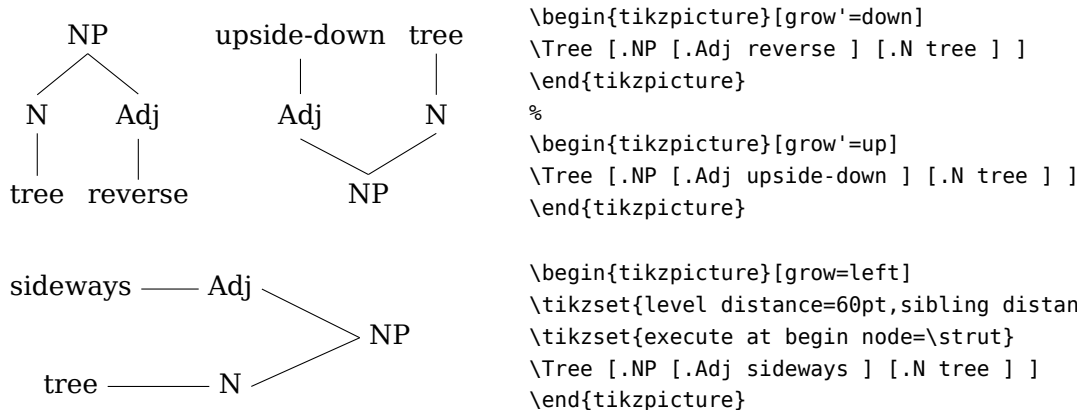 NP
N Adj
tree reverse
upside-down tree
Adj N
NP
sideways Adj
NP
tree N
\begin{tikzpicture}[grow'=down]
\Tree [.NP [.Adj reverse ] [.N tree ] ]
\end{tikzpicture}
%
\begin{tikzpicture}[grow'=up]
\Tree [.NP [.Adj upside-down ] [.N tree ] ]
\end{tikzpicture}
\begin{tikzpicture}[grow=left]
\tikzset{level distance=60pt,sibling distan
\tikzset{execute at begin node=\strut}
\Tree [.NP [.Adj sideways ] [.N tree ] ]
\end{tikzpicture}